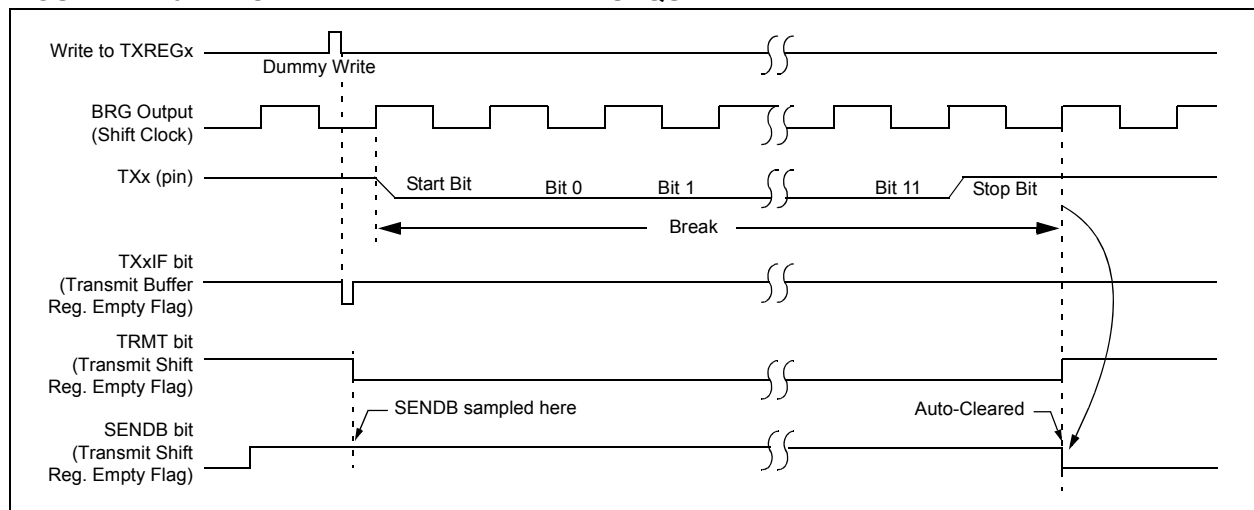 Write to TXREGx
Dummy Write
BRG Output
(Shift Clock)
TXx (pin)
Start Bit
Bit 0
Bit 1
Bit 11
Stop Bit
Break
TXxIF bit
(Transmit Buffer
Reg. Empty Flag)
TRMT bit
(Transmit Shift
Reg. Empty Flag)
SENDB sampled here
Auto-Cleared
SENDB bit
(Transmit Shift
Reg. Empty Flag)